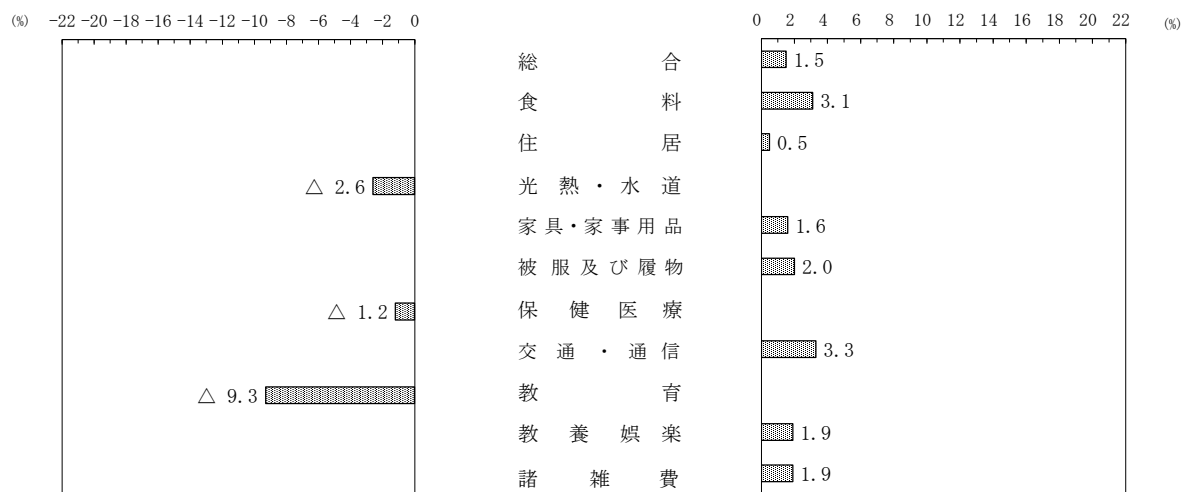 (%) −22 −20 −18 −16 −14 −12 −10 −8 −6 −4 −2 0 0 2 4 6 8 10 12 14 16 18 20 22 (%)
総合 1.5
食料 3.1
住居 0.5
△ 2.6 光熱・水道
家具・家事用品 1.6
被服及び履物 2.0
△ 1.2 保健医療
交通・通信 3.3
△ 9.3 教育
教養娯楽 1.9
諸雑費 1.9